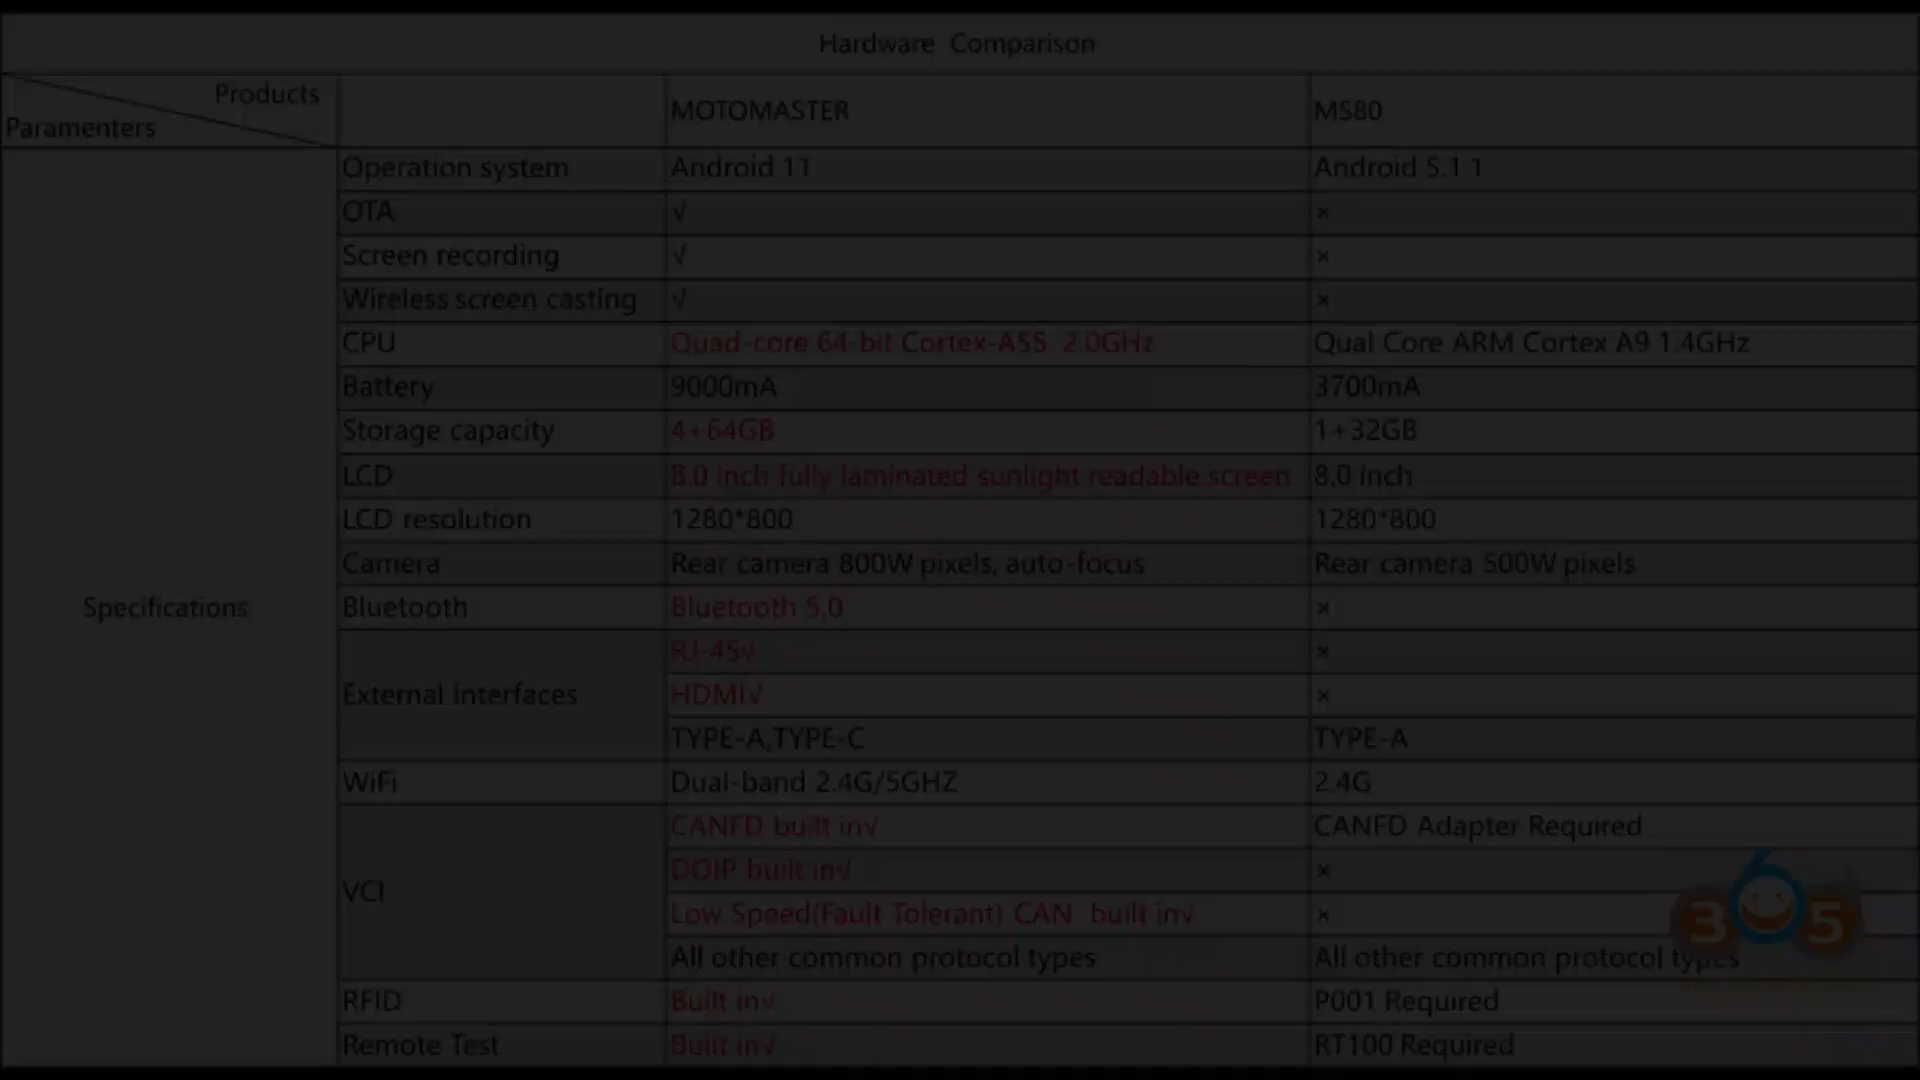 Hardware Comparison
Products
Paramenters
MOTOMASTER
MS80
Specifications
Operation system
Android 11
Android 5.1.1
OTA
√
×
Screen recording
√
×
Wireless screen casting
√
×
CPU
Quad-core 64-bit Cortex-A55 2.0GHz
Qual Core ARM Cortex A9 1.4GHz
Battery
9000mA
3700mA
Storage capacity
4+64GB
1+32GB
LCD
8.0 inch fully laminated sunlight readable screen
8.0 inch
LCD resolution
1280*800
1280*800
Camera
Rear camera 800W pixels, auto-focus
Rear camera 500W pixels
Bluetooth
Bluetooth 5.0
×
External interfaces
RJ-45√
×
HDMI√
×
TYPE-A,TYPE-C
TYPE-A
WiFi
Dual-band 2.4G/5GHZ
2.4G
VCI
CANFD built in√
CANFD Adapter Required
DOIP built in√
×
Low Speed(Fault Tolerant) CAN built in√
×
All other common protocol types
All other common protocol types
RFID
Built in√
P001 Required
Remote Test
Built in√
RT100 Required
365